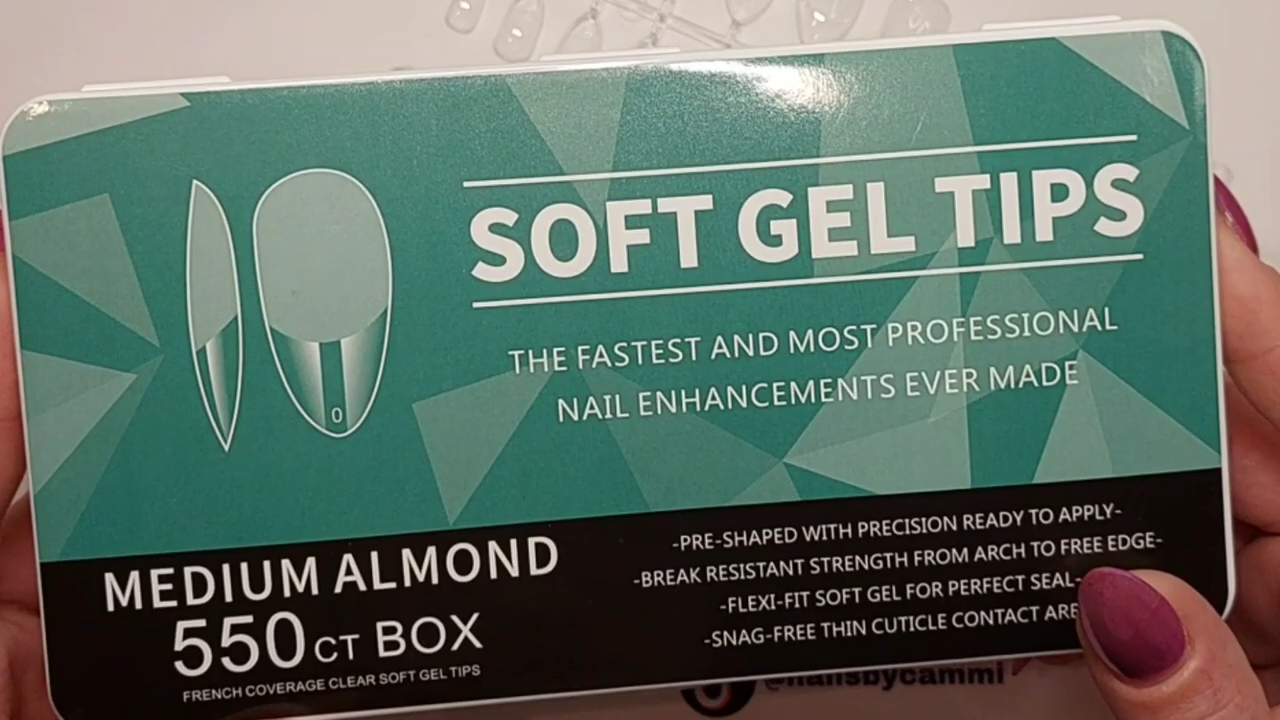 SOFT GEL TIPS
THE FASTEST AND MOST PROFESSIONAL
NAIL ENHANCEMENTS EVER MADE
0
MEDIUM ALMOND
550 CT BOX
FRENCH COVERAGE CLEAR SOFT GEL TIPS
-PRE-SHAPED WITH PRECISION READY TO APPLY-
-BREAK RESISTANT STRENGTH FROM ARCH TO FREE EDGE-
-FLEXI-FIT SOFT GEL FOR PERFECT SEAL-
-SNAG-FREE THIN CUTICLE CONTACT
@nailsbycammi